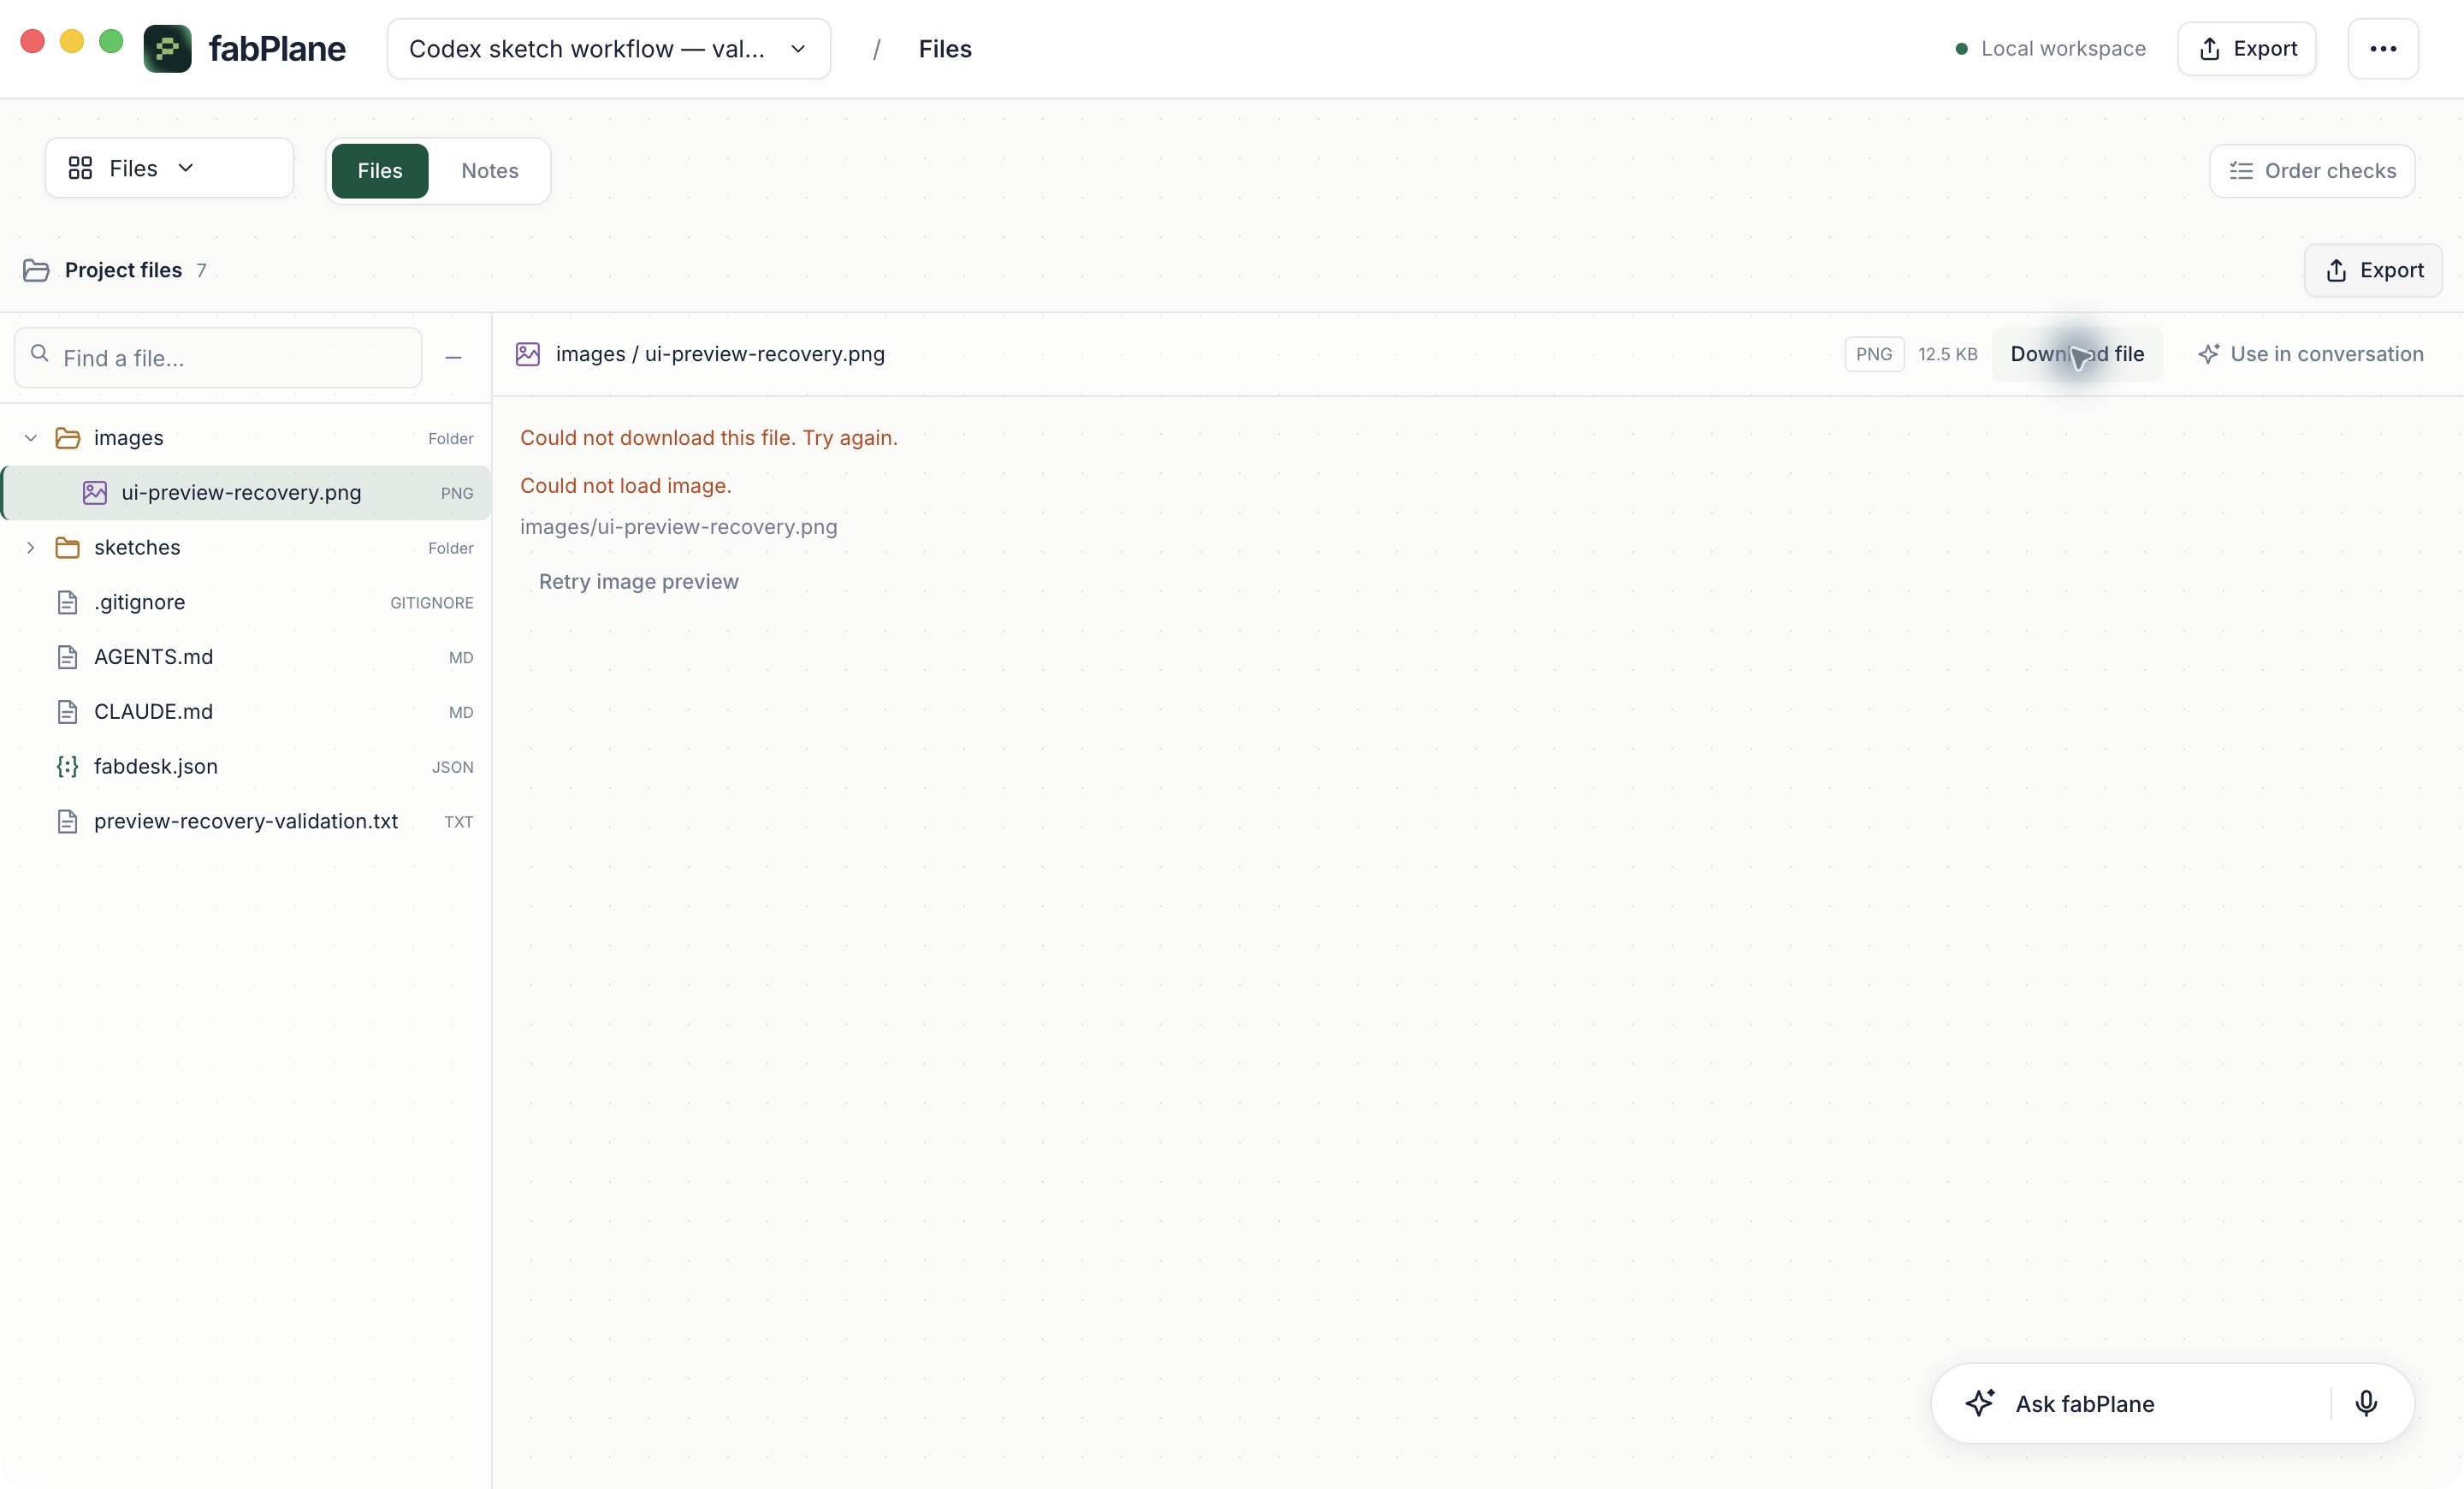 fabPlane
Codex sketch workflow — val...
/
Files
Local workspace
Export
Files
Files
Notes
Order checks
Project files 7
Export
Find a file...
images / ui-preview-recovery.png
PNG
12.5 KB
Download file
Use in conversation
images Folder
ui-preview-recovery.png PNG
sketches Folder
.gitignore GITIGNORE
AGENTS.md MD
CLAUDE.md MD
{:} fabdesk.json JSON
preview-recovery-validation.txt TXT
Could not download this file. Try again.
Could not load image.
images/ui-preview-recovery.png
Retry image preview
Ask fabPlane